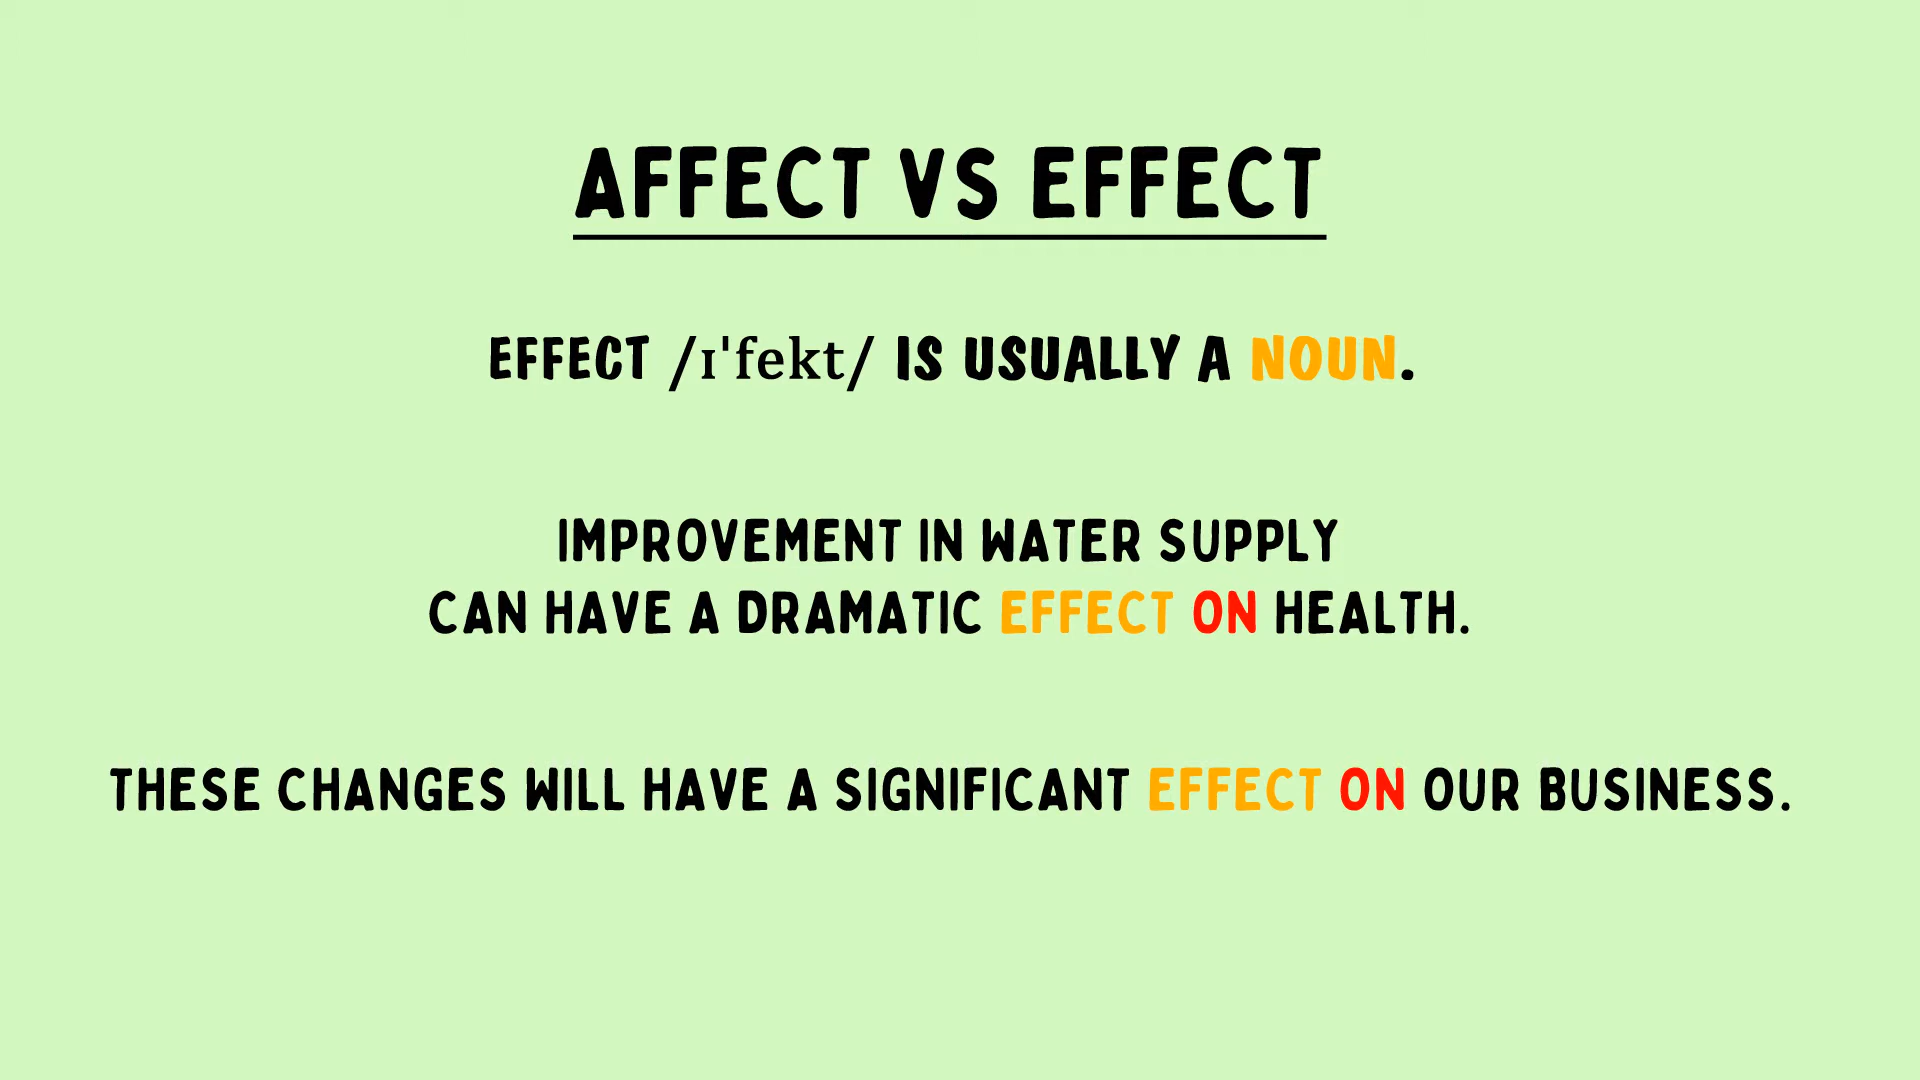 AFFECT VS EFFECT
EFFECT /ɪˈfekt/ IS USUALLY A NOUN.
IMPROVEMENT IN WATER SUPPLY
CAN HAVE A DRAMATIC EFFECT ON HEALTH.
THESE CHANGES WILL HAVE A SIGNIFICANT EFFECT ON OUR BUSINESS.